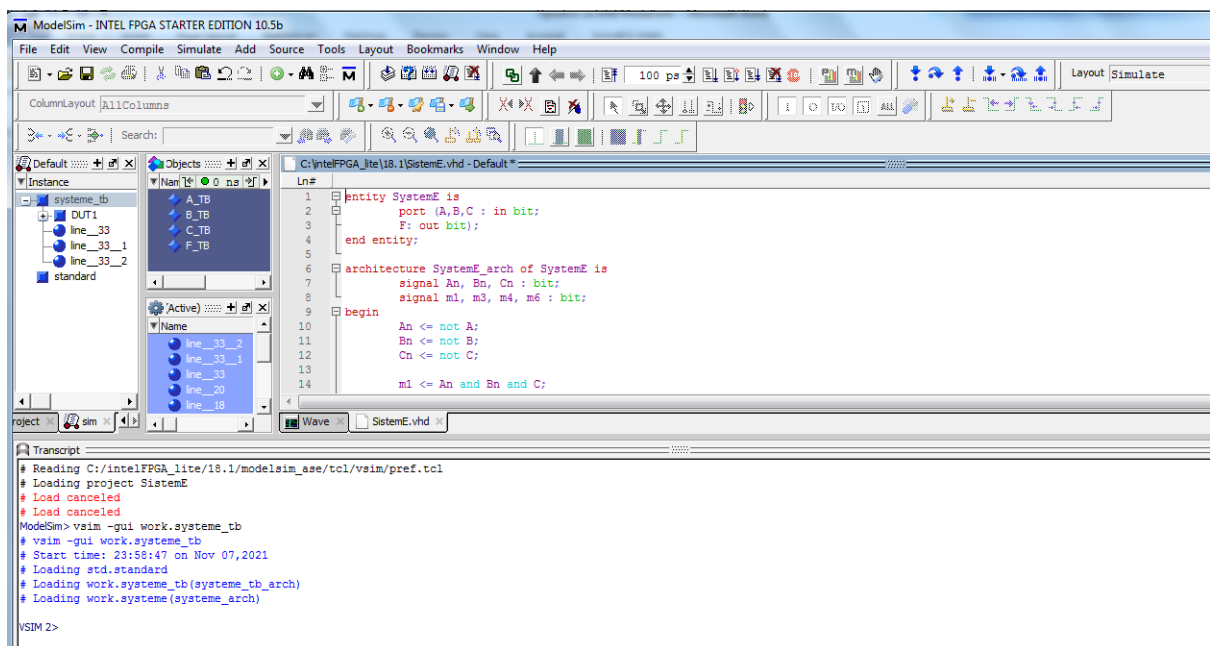 ModelSim - INTEL FPGA STARTER EDITION 10.5b
File Edit View Compile Simulate Add Source Tools Layout Bookmarks Window Help
100 ps
Layout Simulate
ColumnLayout AllColumns
Search:
Default
Instance
systeme_tb
DUT1
line__33
line__33__1
line__33__2
standard
roject
sim
Objects
Nam
0 ns
A_TB
B_TB
C_TB
F_TB
(Active)
Name
line__33__2
line__33__1
line__33
line__20
line__18
C:\intelFPGA_lite\18.1\SistemE.vhd - Default *
Ln#
1 entity SystemE is
2 port (A,B,C : in bit;
3 F: out bit);
4 end entity;
5
6 architecture SystemE_arch of SystemE is
7 signal An, Bn, Cn : bit;
8 signal m1, m3, m4, m6 : bit;
9 begin
10 An <= not A;
11 Bn <= not B;
12 Cn <= not C;
13
14 m1 <= An and Bn and C;
Wave
SistemE.vhd
Transcript
# Reading C:/intelFPGA_lite/18.1/modelsim_ase/tcl/vsim/pref.tcl
# Loading project SistemE
# Load canceled
# Load canceled
ModelSim> vsim -gui work.systeme_tb
# vsim -gui work.systeme_tb
# Start time: 23:58:47 on Nov 07,2021
# Loading std.standard
# Loading work.systeme_tb(systeme_tb_arch)
# Loading work.systeme(systeme_arch)
VSIM 2>